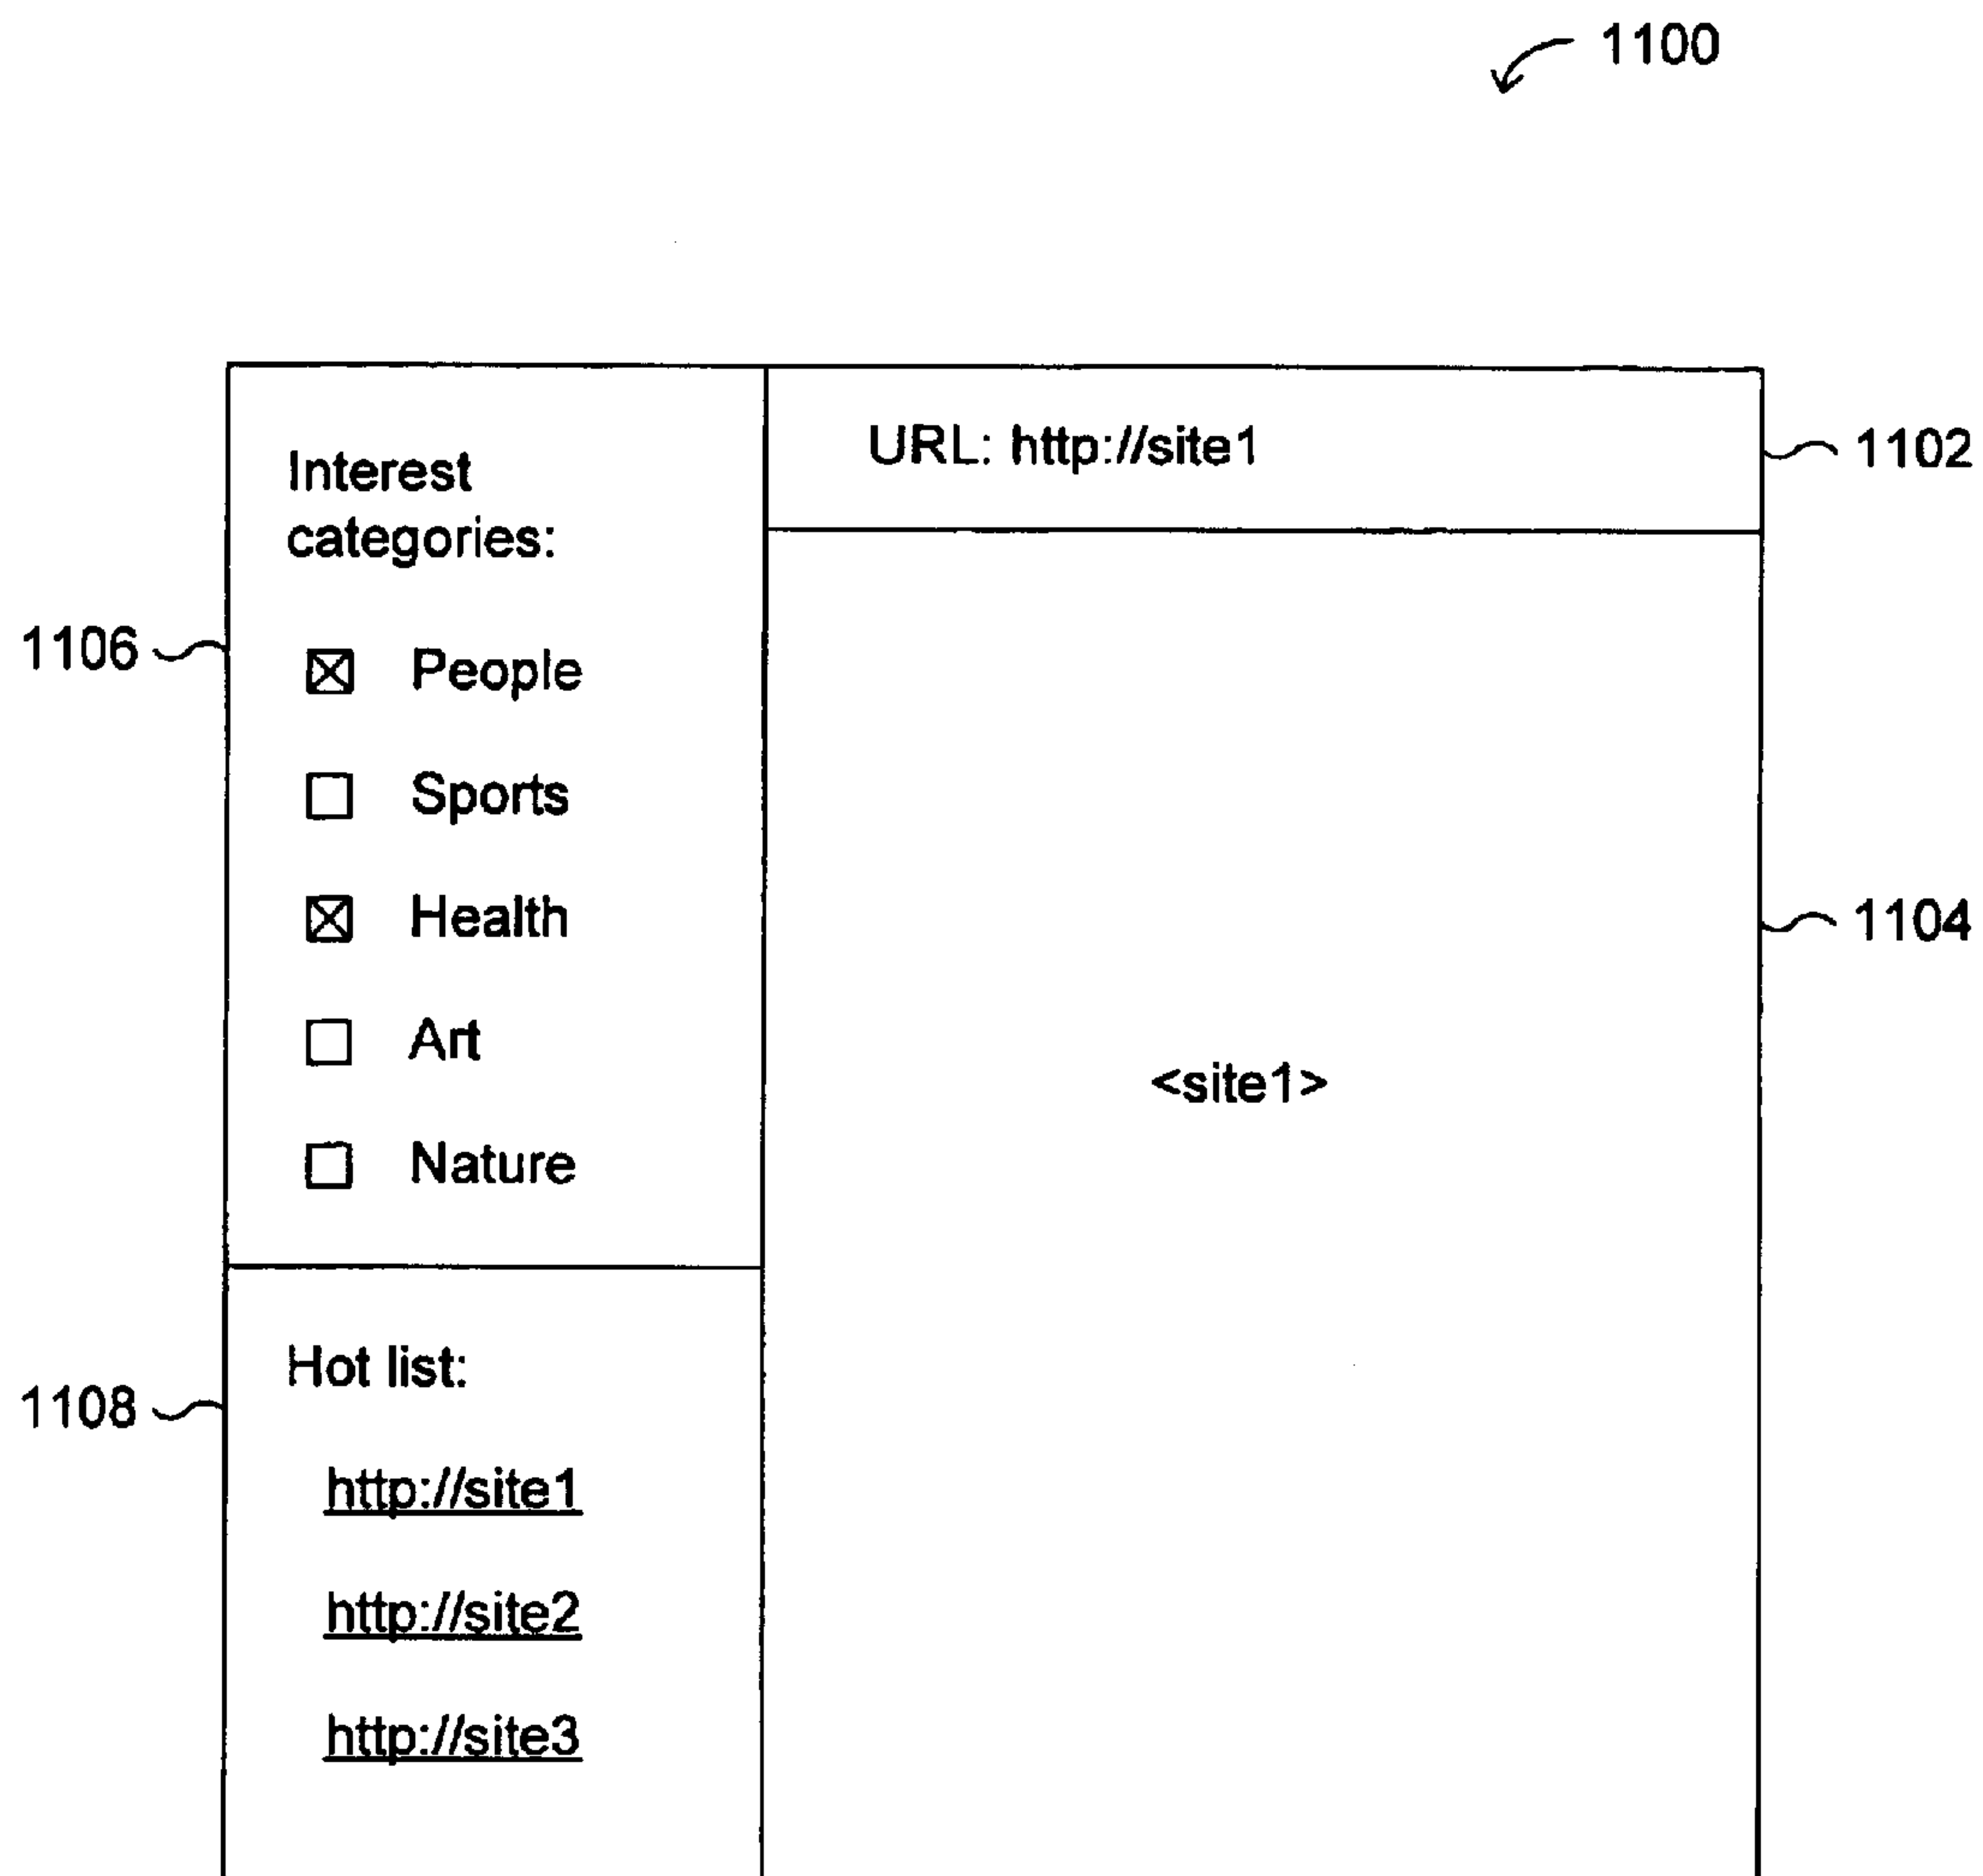 1100
URL: http://site1
1102
Interest
categories:
1106
People
Sports
Health
1104
Art
<site1>
Nature
Hot list:
1108
http://site1
http://site2
http://site3